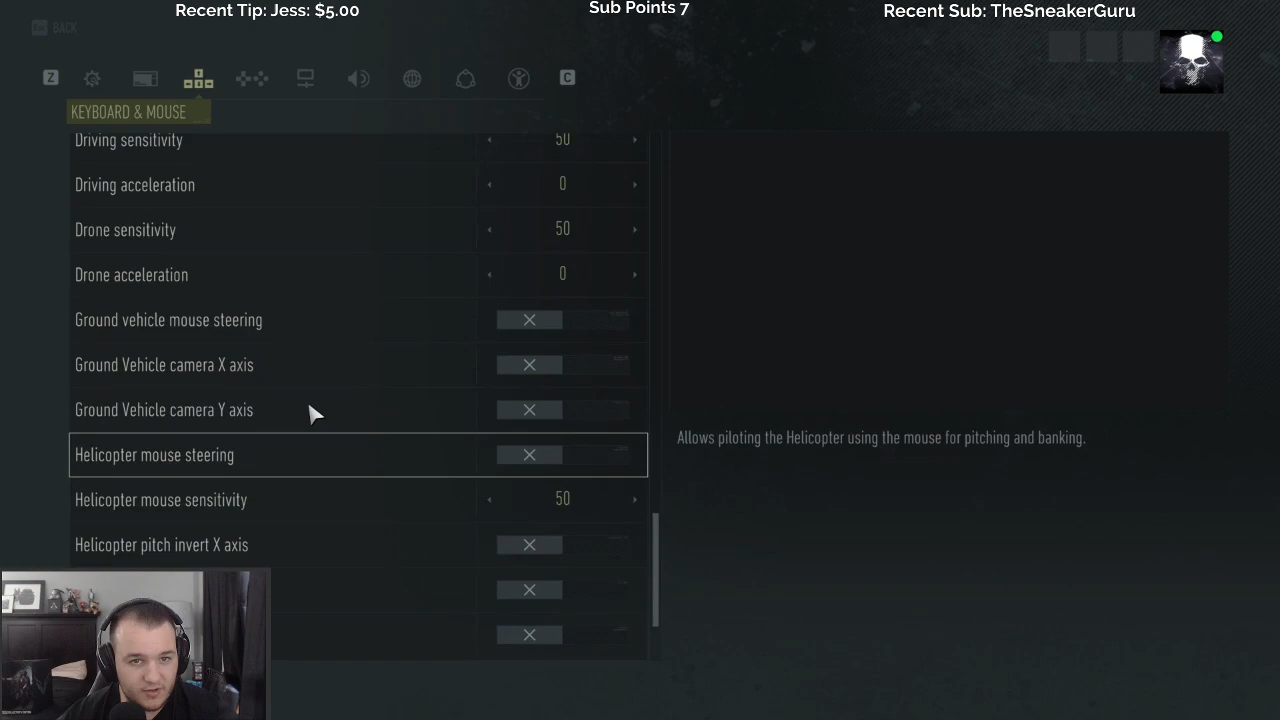 Recent Tip: Jess: $5.00
Sub Points 7
Recent Sub: TheSneakerGuru
BACK
Z
C
KEYBOARD & MOUSE
Driving sensitivity
50
Driving acceleration
0
Drone sensitivity
50
Drone acceleration
0
Ground vehicle mouse steering
Ground Vehicle camera X axis
Ground Vehicle camera Y axis
Helicopter mouse steering
Allows piloting the Helicopter using the mouse for pitching and banking.
Helicopter mouse sensitivity
50
Helicopter pitch invert X axis